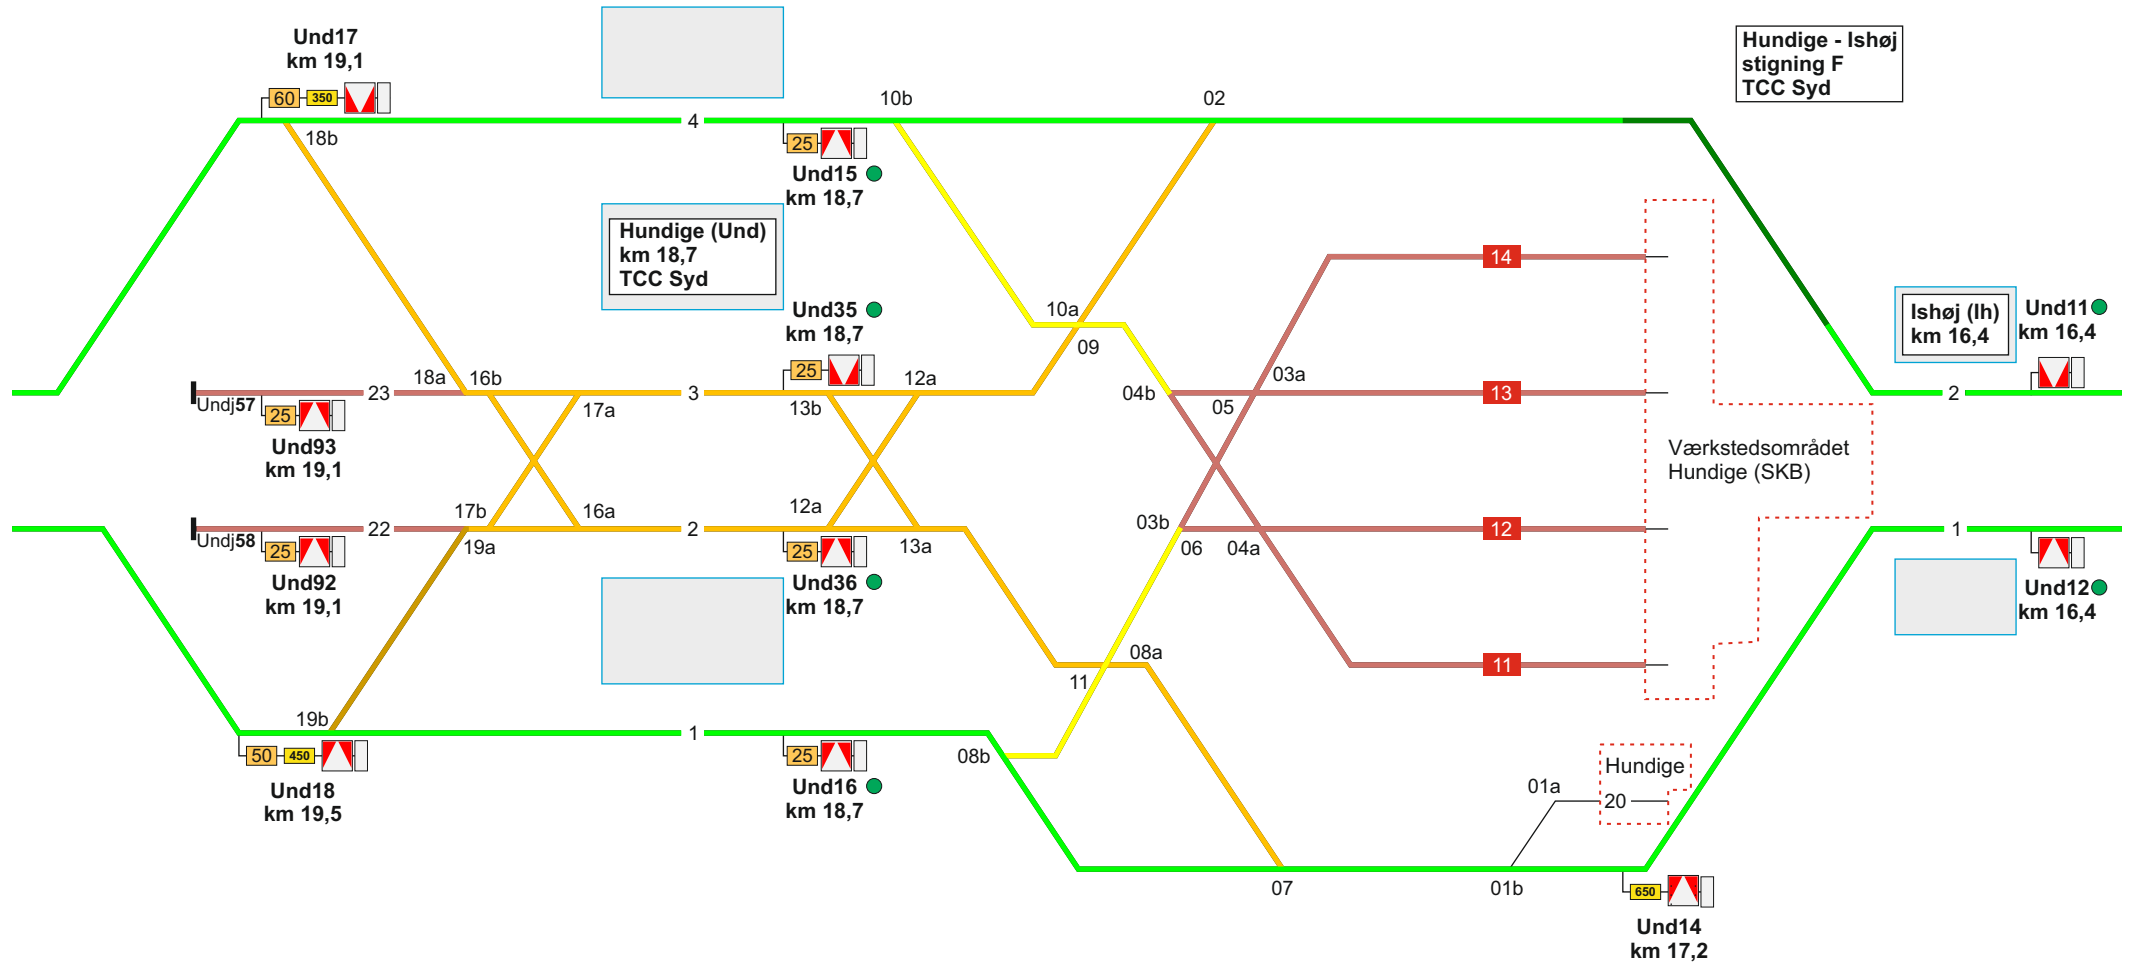 Und17
km 19,1
60 350
18b
4
10b
02
Hundige - Ishøj
stigning F
TCC Syd
25
Und15
km 18,7
Hundige (Und)
km 18,7
TCC Syd
Und35
km 18,7
25
14
10a
09
Ishøj (Ih)
km 16,4
Und11
km 16,4
Undj57
23
18a
16b
17a
3
13b
12a
04b
05
03a
13
2
25
Und93
km 19,1
Værkstedsområdet
Hundige (SKB)
Undj58
22
17b
19a
16a
2
12a
13a
03b
06
04a
12
1
25
Und92
km 19,1
25
Und36
km 18,7
Und12
km 16,4
11
08a
11
19b
1
08b
50 450
Und18
km 19,5
25
Und16
km 18,7
Hundige
01a
20
07
01b
650
Und14
km 17,2